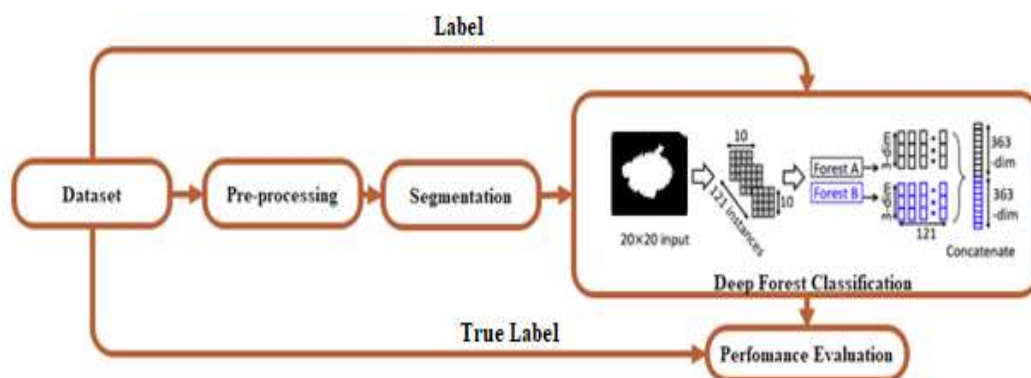 Label
Dataset
Pre-processing
Segmentation
20×20 input
10
121 instances
10
Forest A
Forest B
3-dim
3-dim
121
363
-dim
363
-dim
Concatenate
Deep Forest Classification
True Label
Perfomance Evaluation